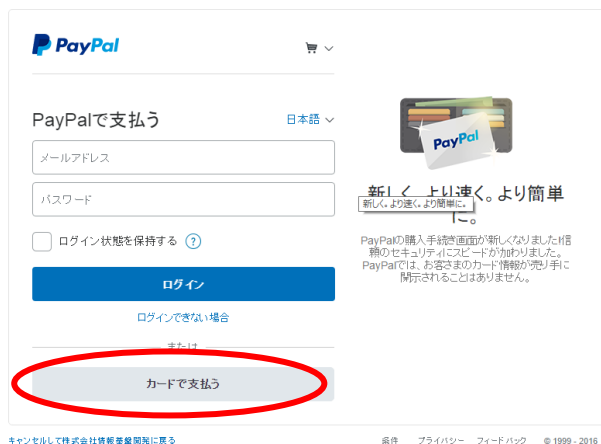 PayPal
PayPalで支払う
日本語
メールアドレス
パスワード
ログイン状態を保持する ?
ログイン
ログインできない場合
または
カードで支払う
PayPal
新しく、より速く。より簡単に。
新しく、より速く。より簡単に。
PayPalの購入手続き画面が新しくなりました!信
頼のセキュリティにスピードが加わりました。
PayPalでは、お客さまのカード情報が売り手に
開示されることはありません。
キャンセルして株式会社情報基盤開発に戻る
規約 プライバシー フィードバック © 1999 - 2016